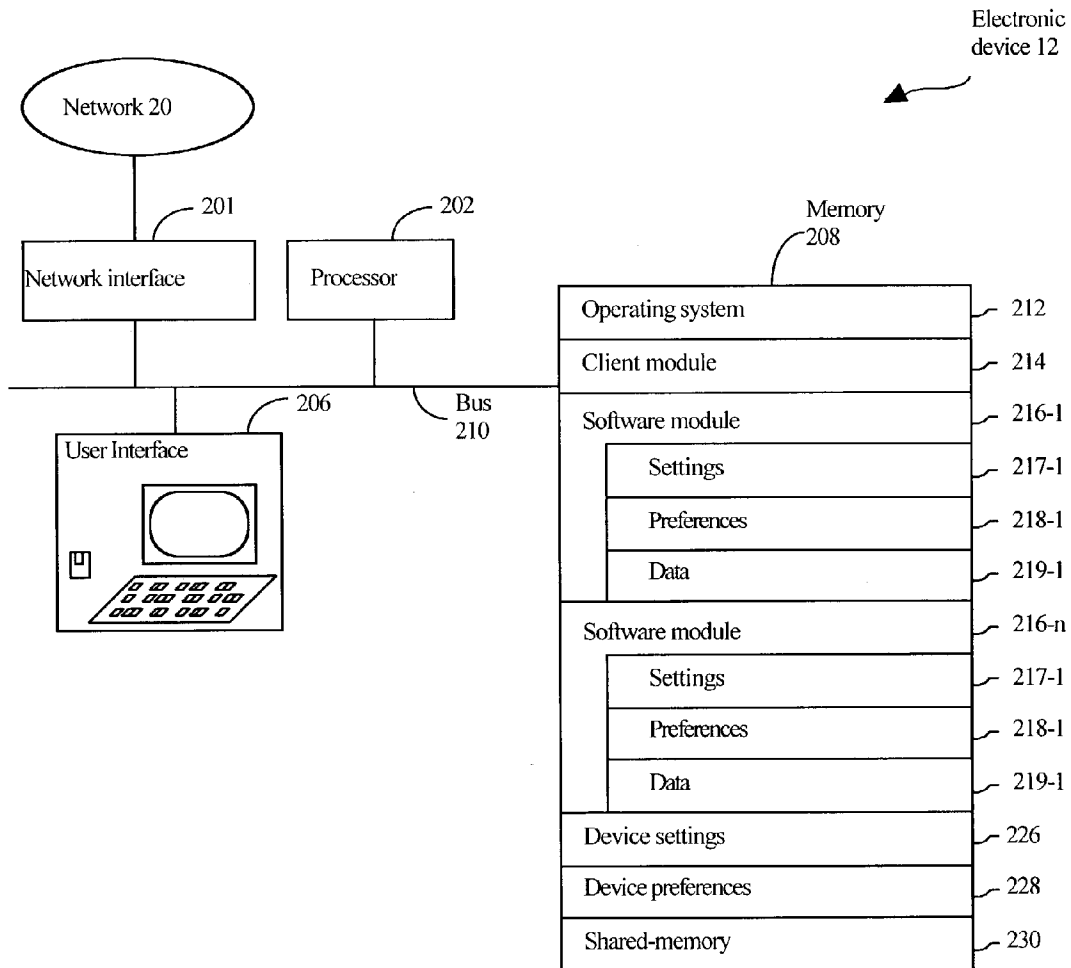 Electronic
device 12
Network 20
201
202
Memory
208
Network interface
Processor
Operating system
212
Client module
214
206
Bus
210
Software module
216-1
User Interface
Settings
217-1
Preferences
218-1
Data
219-1
Software module
216-n
Settings
217-1
Preferences
218-1
Data
219-1
Device settings
226
Device preferences
228
Shared-memory
230